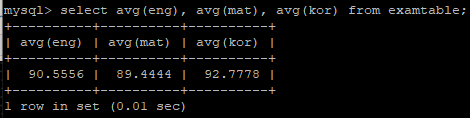 mysql> select avg(eng), avg(mat), avg(kor) from examtable;
+----------+----------+----------+
| avg(eng) | avg(mat) | avg(kor) |
+----------+----------+----------+
|  90.5556 |  89.4444 |  92.7778 |
+----------+----------+----------+
1 row in set (0.01 sec)